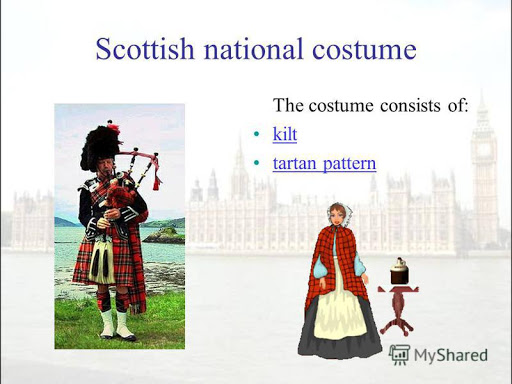 Scottish national costume
The costume consists of:
• kilt
• tartan pattern
MyShared